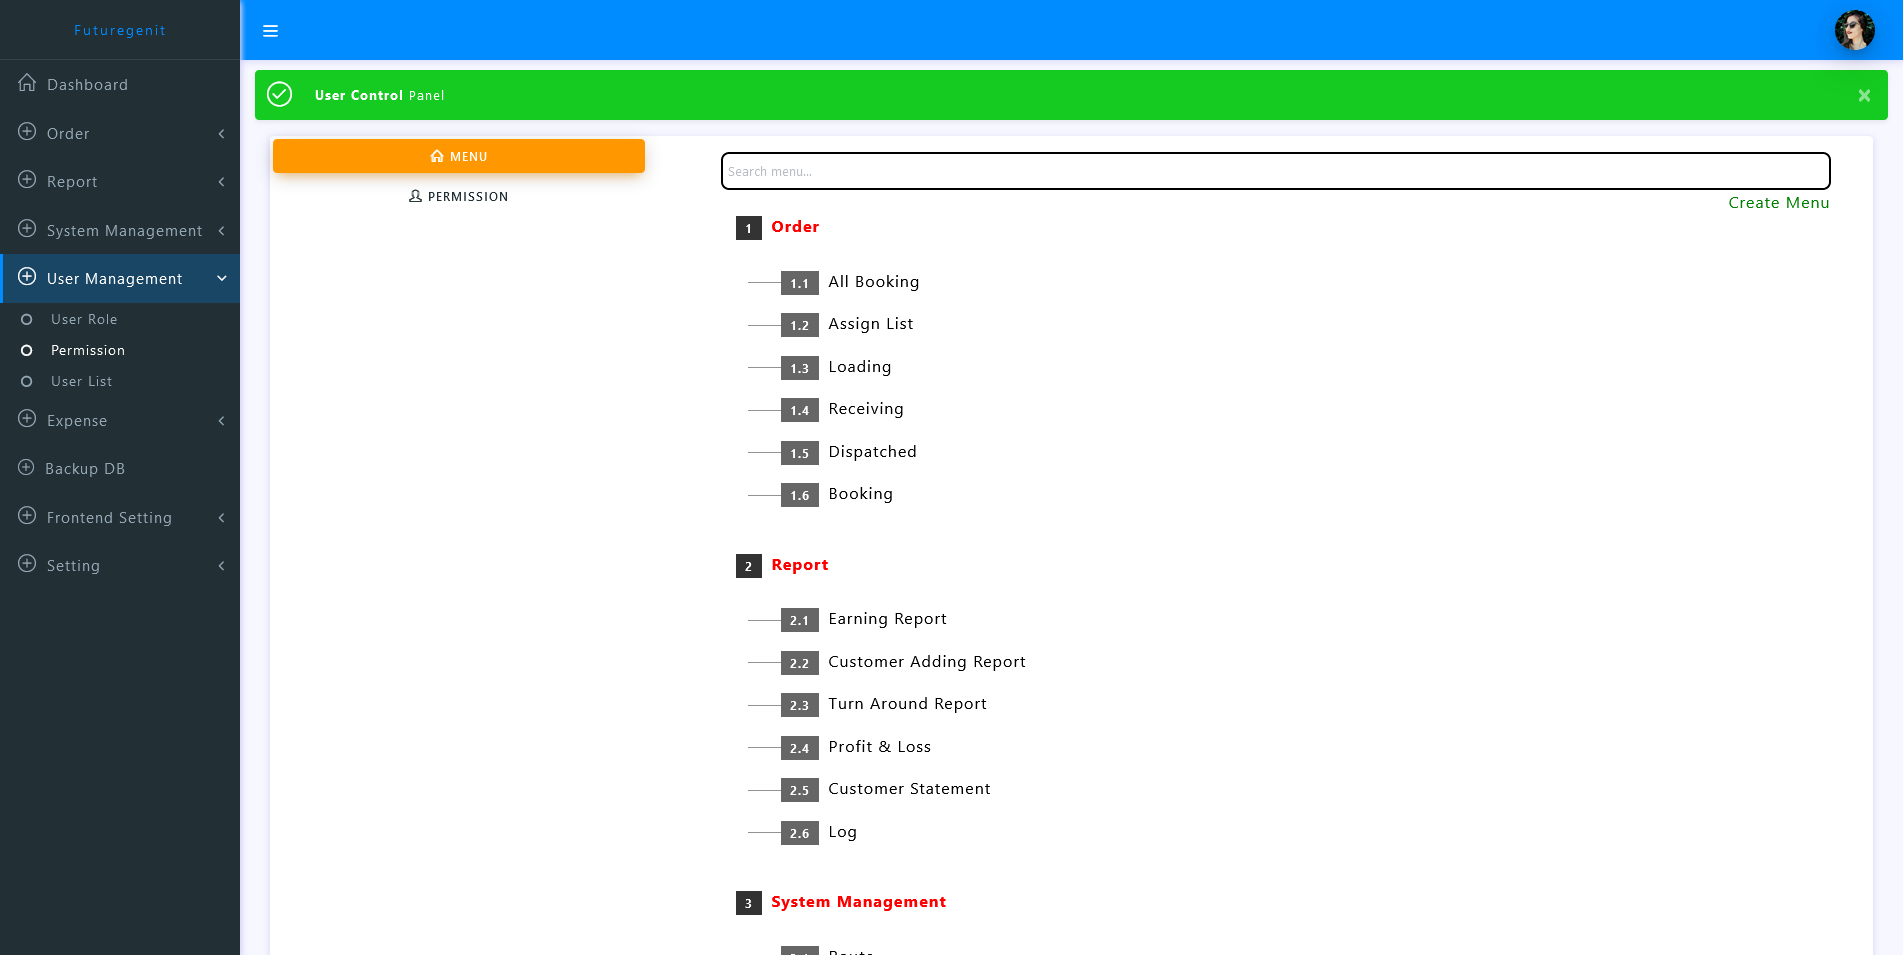 Futuregenit
Dashboard
Order
Report
System Management
User Management
User Role
Permission
User List
Expense
Backup DB
Frontend Setting
Setting
User Control Panel
×
MENU
PERMISSION
Search menu...
Create Menu
1 Order
1.1 All Booking
1.2 Assign List
1.3 Loading
1.4 Receiving
1.5 Dispatched
1.6 Booking
2 Report
2.1 Earning Report
2.2 Customer Adding Report
2.3 Turn Around Report
2.4 Profit & Loss
2.5 Customer Statement
2.6 Log
3 System Management